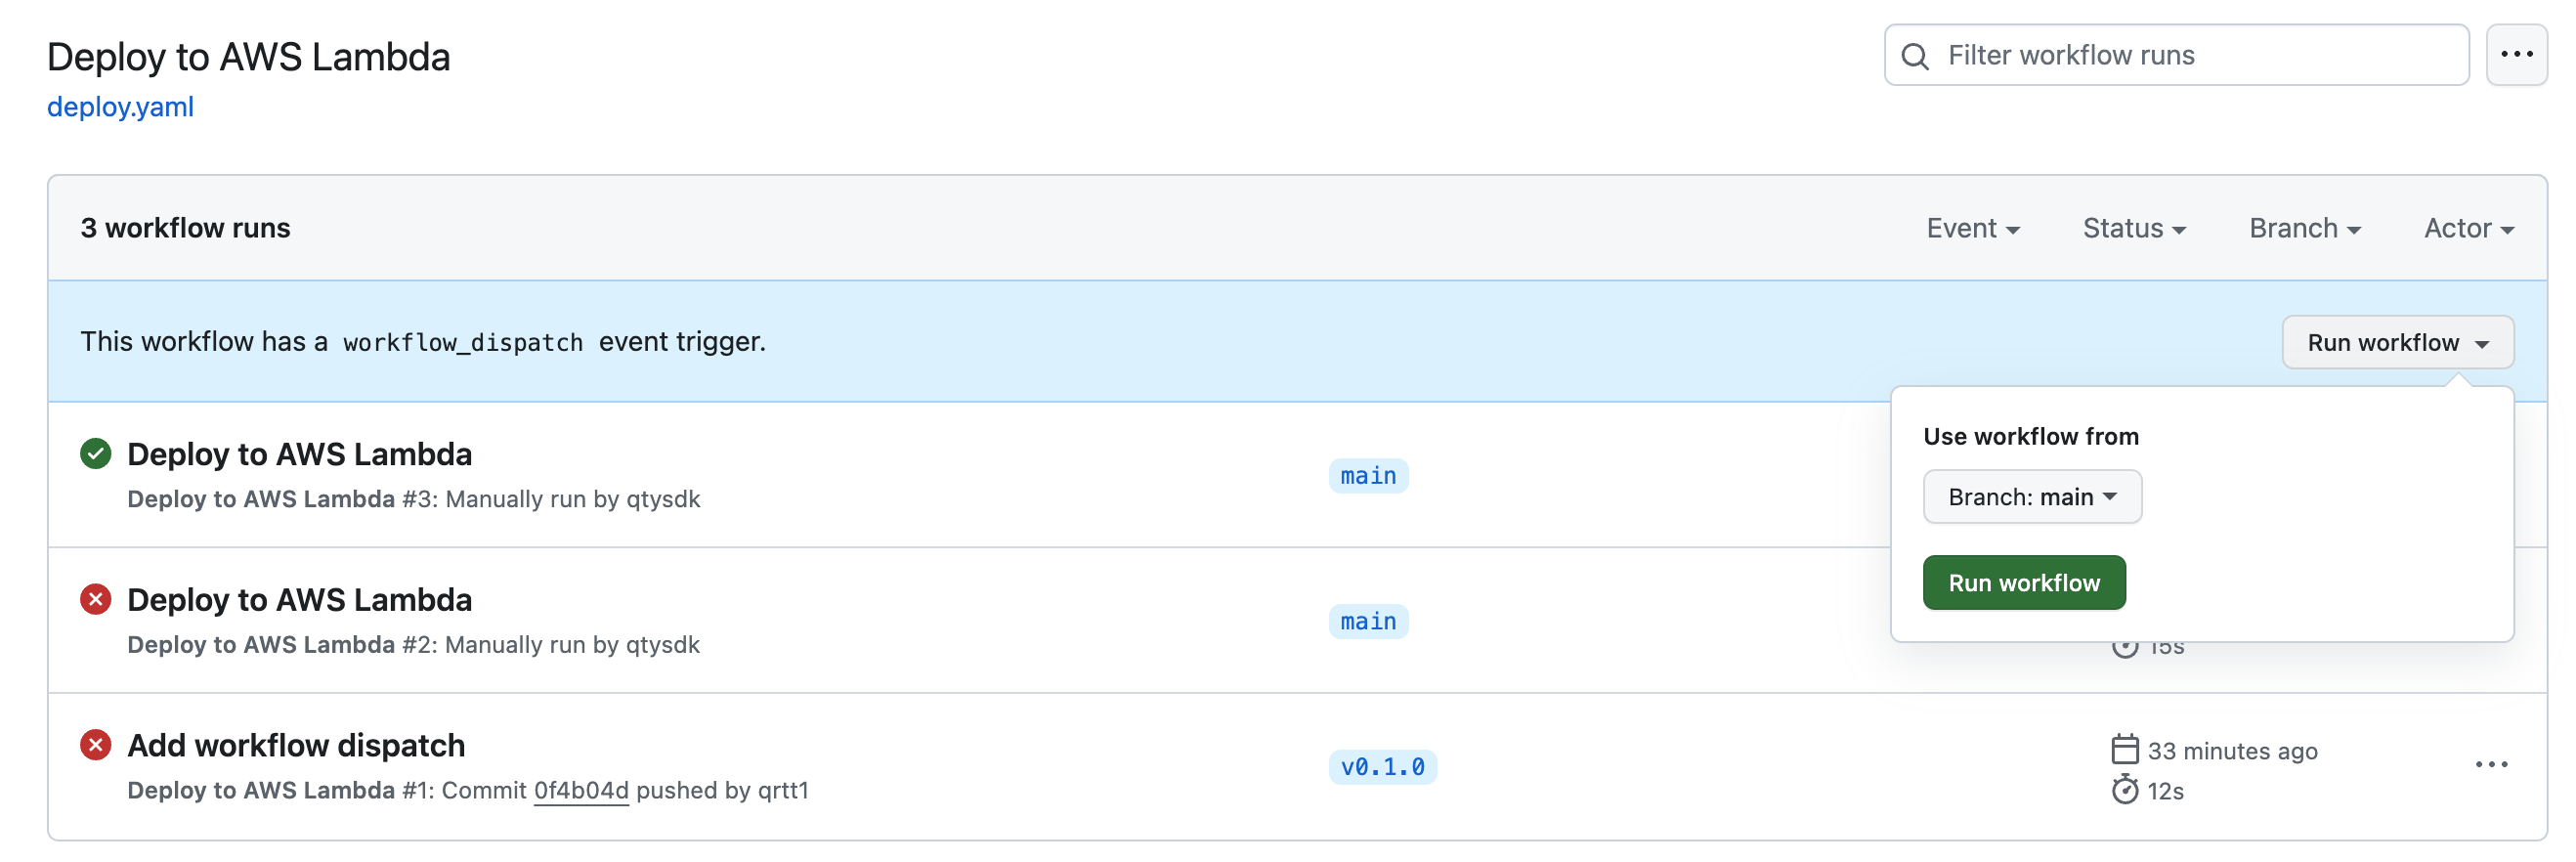 Deploy to AWS Lambda
Filter workflow runs
deploy.yaml
3 workflow runs
Event
Status
Branch
Actor
This workflow has a workflow_dispatch event trigger.
Run workflow
Use workflow from
Branch: main
Run workflow
Deploy to AWS Lambda
Deploy to AWS Lambda #3: Manually run by qtysdk
main
Deploy to AWS Lambda
Deploy to AWS Lambda #2: Manually run by qtysdk
main
15s
Add workflow dispatch
Deploy to AWS Lambda #1: Commit 0f4b04d pushed by qrtt1
v0.1.0
33 minutes ago
12s